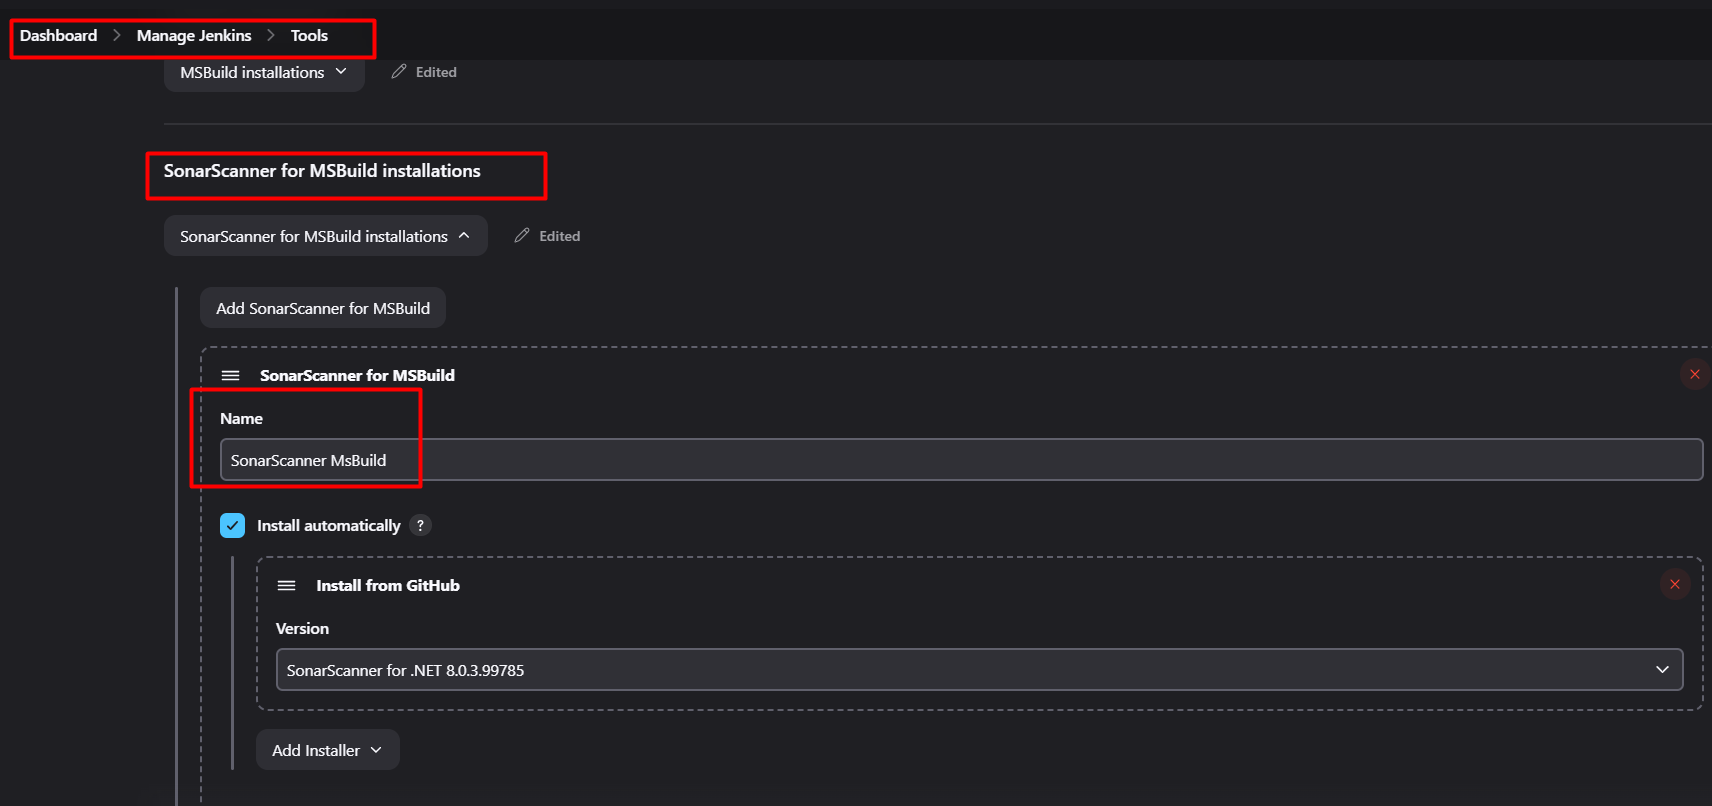 Dashboard > Manage Jenkins > Tools
MSBuild installations Edited
SonarScanner for MSBuild installations
SonarScanner for MSBuild installations Edited
Add SonarScanner for MSBuild
SonarScanner for MSBuild
Name
SonarScanner MsBuild
Install automatically ?
Install from GitHub
Version
SonarScanner for .NET 8.0.3.99785
Add Installer